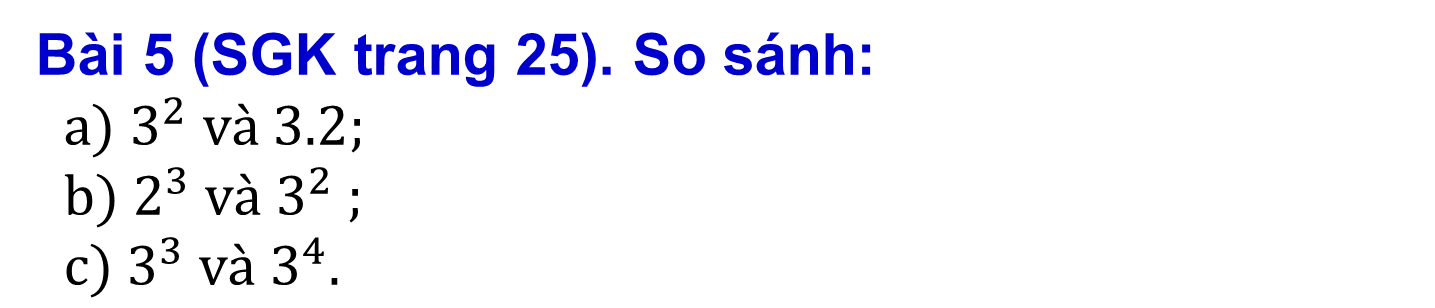 Bài 5 (SGK trang 25). So sánh:
a) 3² và 3.2;
b) 2³ và 3² ;
c) 3³ và 3⁴.